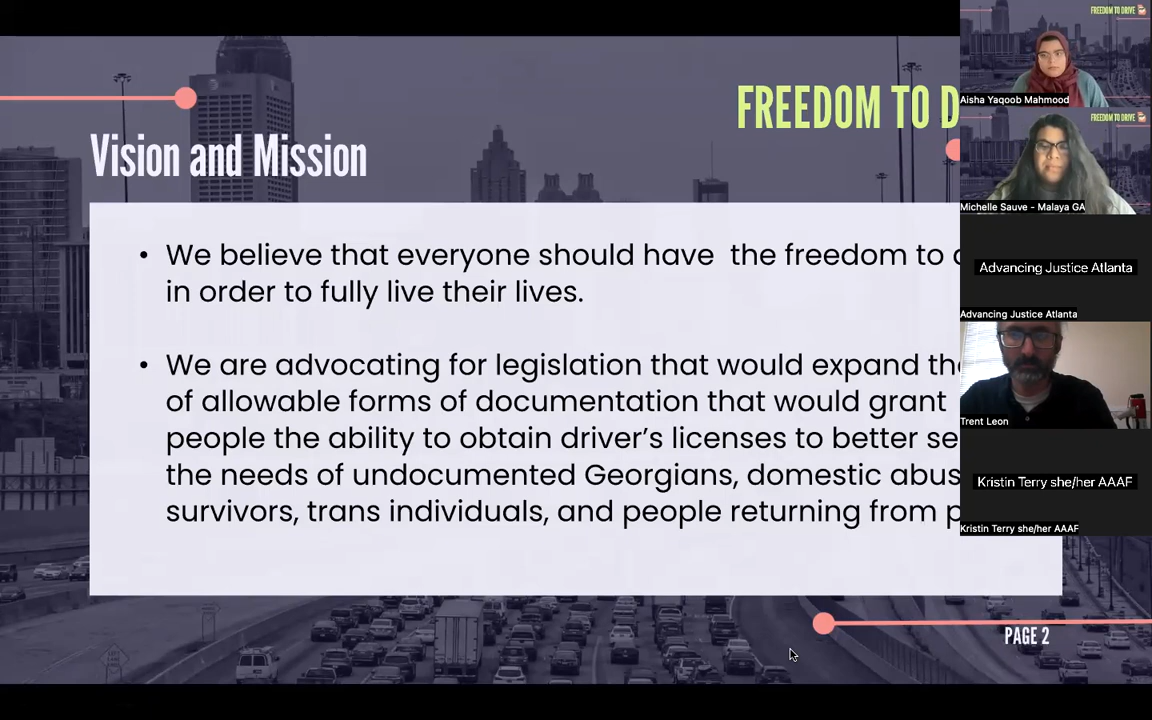 FREEDOM TO
Vision and Mission
• We believe that everyone should have the freedom to
in order to fully live their lives.
• We are advocating for legislation that would expand
of allowable forms of documentation that would grant
people the ability to obtain driver’s licenses to better
the needs of undocumented Georgians, domestic
survivors, trans individuals, and people returning from
PAGE 2
FREEDOM TO DRIVE
Aisha Yaqoob Mahmood
FREEDOM TO DRIVE
Michelle Sauve - Malaya GA
Advancing Justice Atlanta
Advancing Justice Atlanta
Trent Leon
Kristin Terry she/her AAAF
Kristin Terry she/her AAAF